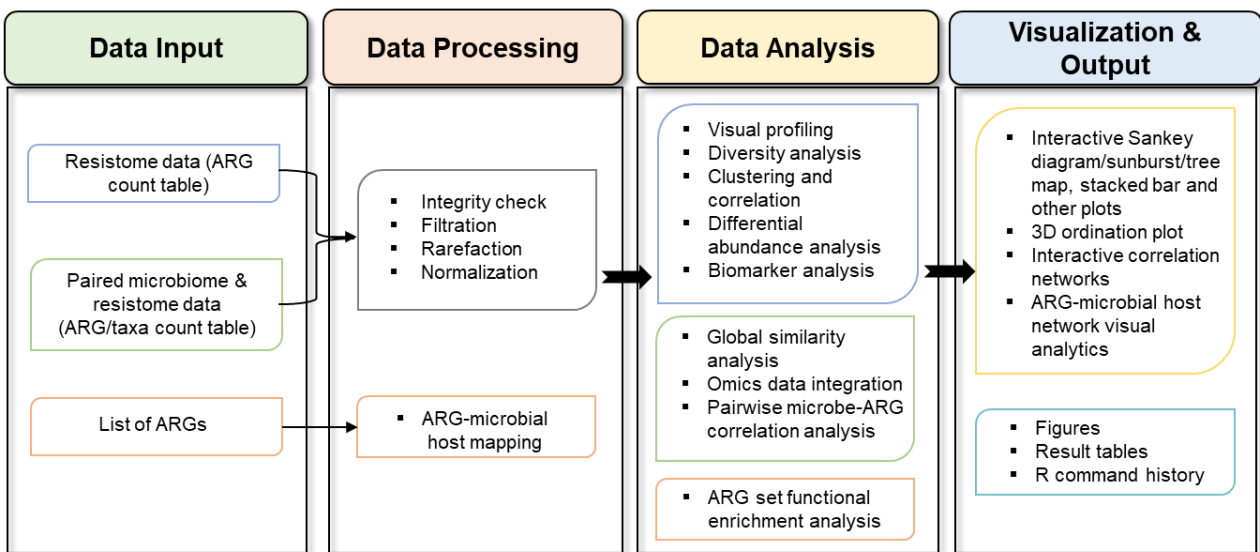 Data Input
Resistome data (ARG
count table)
Paired microbiome &
resistome data
(ARG/taxa count table)
List of ARGs
Data Processing
▪ Integrity check
▪ Filtration
▪ Rarefaction
▪ Normalization
▪ ARG-microbial
host mapping
Data Analysis
▪ Visual profiling
▪ Diversity analysis
▪ Clustering and
correlation
▪ Differential
abundance analysis
▪ Biomarker analysis
▪ Global similarity
analysis
▪ Omics data integration
▪ Pairwise microbe-ARG
correlation analysis
▪ ARG set functional
enrichment analysis
Visualization &
Output
▪ Interactive Sankey
diagram/sunburst/tree
map, stacked bar and
other plots
▪ 3D ordination plot
▪ Interactive correlation
networks
▪ ARG-microbial host
network visual
analytics
▪ Figures
▪ Result tables
▪ R command history